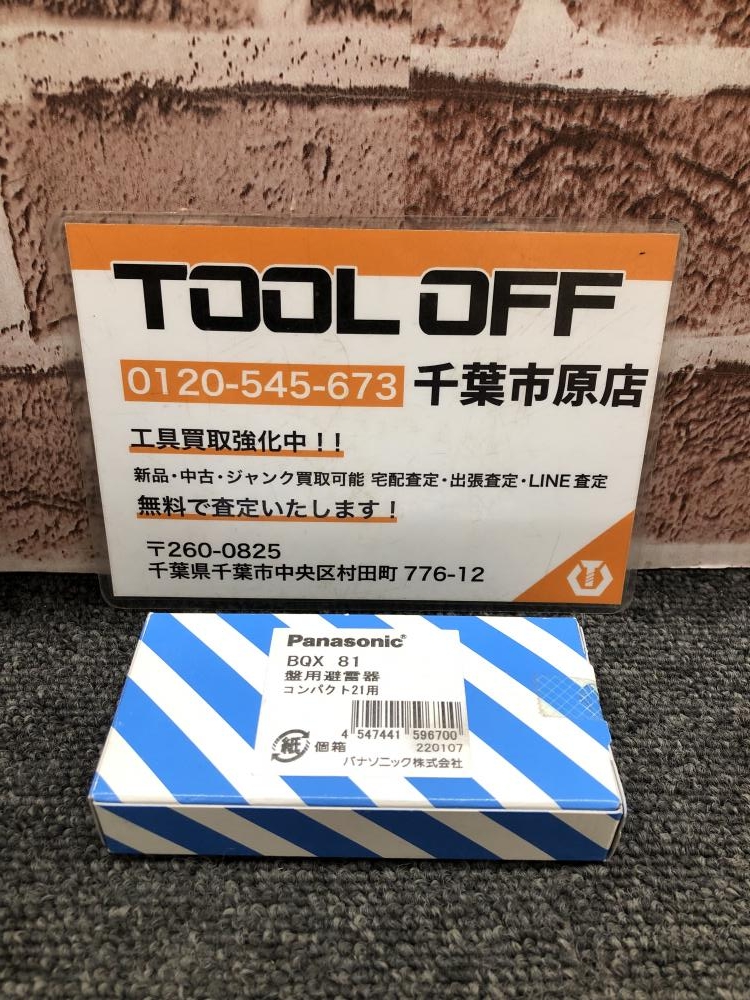 TOOL OFF
0120-545-673 千葉市原店
工具買取強化中!!
新品・中古・ジャンク買取可能 宅配査定・出張査定・LINE査定
無料で査定いたします!
〒260-0825
千葉県千葉市中央区村田町 776-12
Panasonic®
BQX 81
盤用避雷器
コンパクト21用
4 547441 596700
紙 個箱 220107
パナソニック株式会社